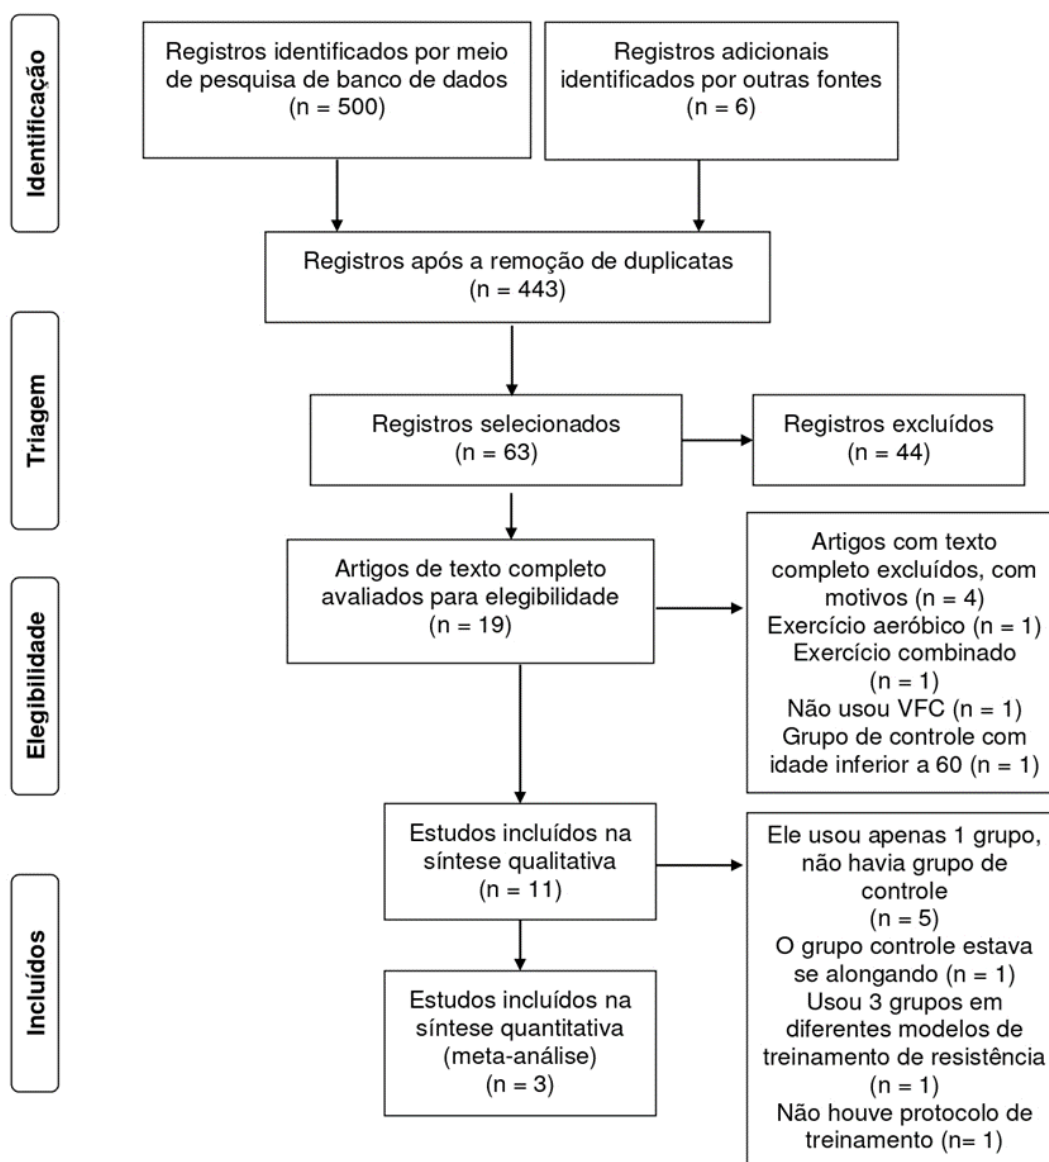 Identificação
Registros identificados por meio
de pesquisa de banco de dados
(n = 500)
Registros adicionais
identificados por outras fontes
(n = 6)
Registros após a remoção de duplicatas
(n = 443)
Triagem
Registros selecionados
(n = 63)
Registros excluídos
(n = 44)
Elegibilidade
Artigos de texto completo
avaliados para elegibilidade
(n = 19)
Artigos com texto
completo excluídos, com
motivos (n = 4)
Exercício aeróbico (n = 1)
Exercício combinado
(n = 1)
Não usou VFC (n = 1)
Grupo de controle com
idade inferior a 60 (n = 1)
Incluídos
Estudos incluídos na
síntese qualitativa
(n = 11)
Ele usou apenas 1 grupo,
não havia grupo de
controle
(n = 5)
O grupo controle estava
se alongando (n = 1)
Usou 3 grupos em
diferentes modelos de
treinamento de resistência
(n = 1)
Não houve protocolo de
treinamento (n= 1)
Estudos incluídos na
síntese quantitativa
(meta-análise)
(n = 3)